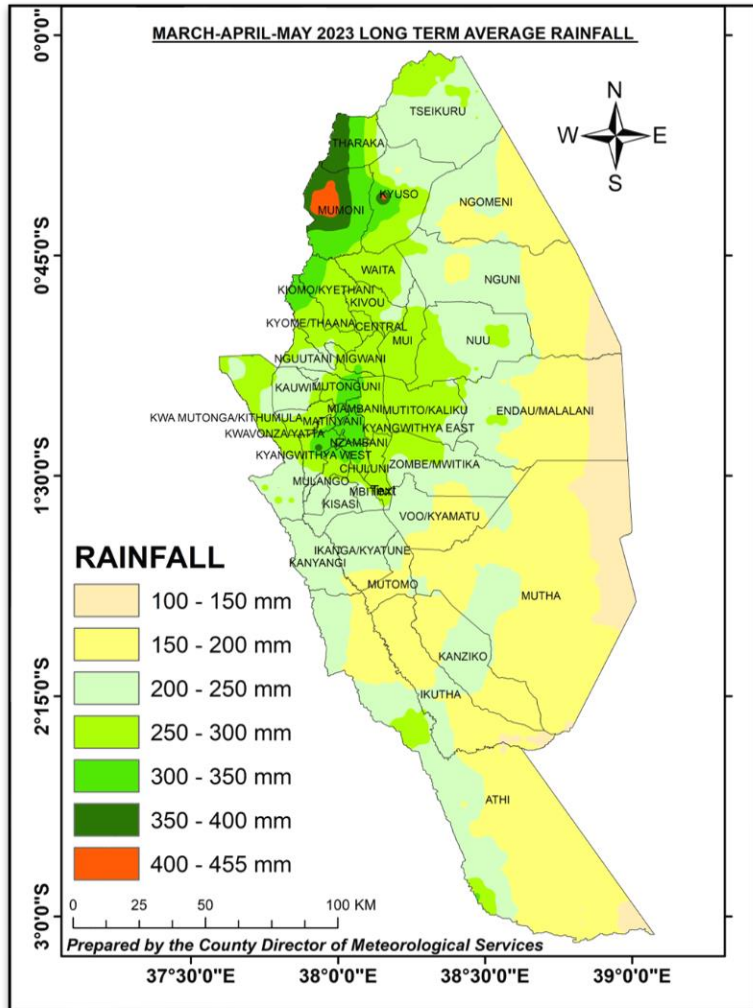 MARCH-APRIL-MAY 2023 LONG TERM AVERAGE RAINFALL
0°0'0"
0°45'0"S
1°30'0"S
2°15'0"S
3°0'0"S
N
W E
S
TSEIKURU
THARAKA
KYUSO
NGOMENI
MUMONI
WAITA
NGUNI
KIOMO/KYETHANI
KIVOU
KYOME/THAANA
CENTRAL
MUI
NUU
NGUUTANI
MIGWANI
KAUWI
MUTONGUNI
MIAMBANI
MUTITO/KALIKU
ENDAU/MALALANI
KWA MUTONGA/KITHUMULA
MATINYANI
KWAVONZA/YATTA
KYANGWITHYA EAST
NZAMBANI
KYANGWITHYA WEST
CHULUNI
ZOMBE/MWITIKA
MULANGO
Text
KISASI
VOO/KYAMATU
IKANGA/KYATUNE
KANYANGI
MUTOMO
MUTHA
KANZIKO
IKUTHA
ATHI
RAINFALL
100 - 150 mm
150 - 200 mm
200 - 250 mm
250 - 300 mm
300 - 350 mm
350 - 400 mm
400 - 455 mm
0 25 50 100 KM
Prepared by the County Director of Meteorological Services
37°30'0"E 38°0'0"E 38°30'0"E 39°0'0"E